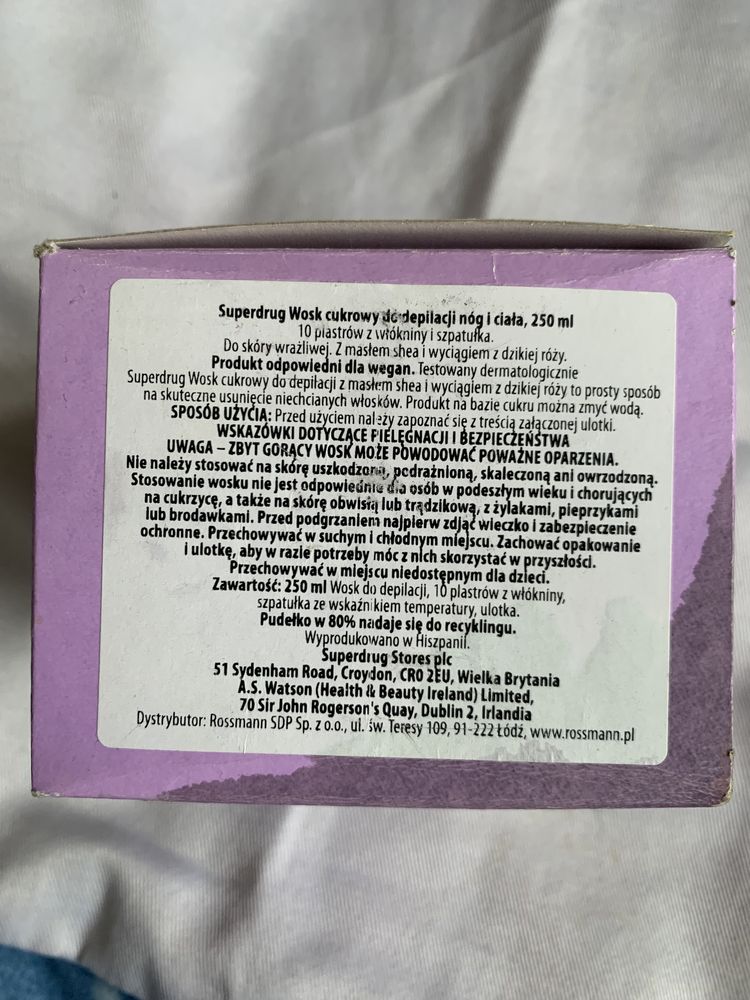 Superdrug Wosk cukrowy do depilacji nóg i ciała, 250 ml
10 plastrów z włókniny i szpatułka.
Do skóry wrażliwej. Z masłem shea i wyciągiem z dzikiej róży.
Produkt odpowiedni dla wegan. Testowany dermatologicznie
Superdrug Wosk cukrowy do depilacji z masłem shea i wyciągiem z dzikiej róży to prosty sposób
na skuteczne usunięcie niechcianych włosków. Produkt na bazie cukru można zmyć wodą.
SPOSÓB UŻYCIA: Przed użyciem należy zapoznać się z treścią załączonej ulotki.
WSKAZÓWKI DOTYCZĄCE PIELĘGNACJI I BEZPIECZEŃSTWA
UWAGA – ZBYT GORĄCY WOSK MOŻE POWODOWAĆ POWAŻNE OPARZENIA.
Nie należy stosować na skórę uszkodzoną, podrażnioną, skaleczoną ani owrzodzoną.
Stosowanie wosku nie jest odpowiednie dla osób w podeszłym wieku i chorujących
na cukrzycę, a także na skórę obwisłą lub trądzikową, z żylakami, pieprzykami
lub brodawkami. Przed podgrzaniem najpierw zdjąć wieczko i zabezpieczenie
ochronne. Przechowywać w suchym i chłodnym miejscu. Zachować opakowanie
i ulotkę, aby w razie potrzeby móc z nich skorzystać w przyszłości.
Przechowywać w miejscu niedostępnym dla dzieci.
Zawartość: 250 ml Wosk do depilacji, 10 plastrów z włókniny,
szpatułka ze wskaźnikiem temperatury, ulotka.
Pudełko w 80% nadaje się do recyklingu.
Wyprodukowano w Hiszpanii.
Superdrug Stores plc
51 Sydenham Road, Croydon, CRO 2EU, Wielka Brytania
A.S. Watson (Health & Beauty Ireland) Limited,
70 Sir John Rogerson's Quay, Dublin 2, Irlandia
Dystrybutor: Rossmann SDP Sp. z o.o., ul. św. Teresy 109, 91-222 Łódź, www.rossmann.pl